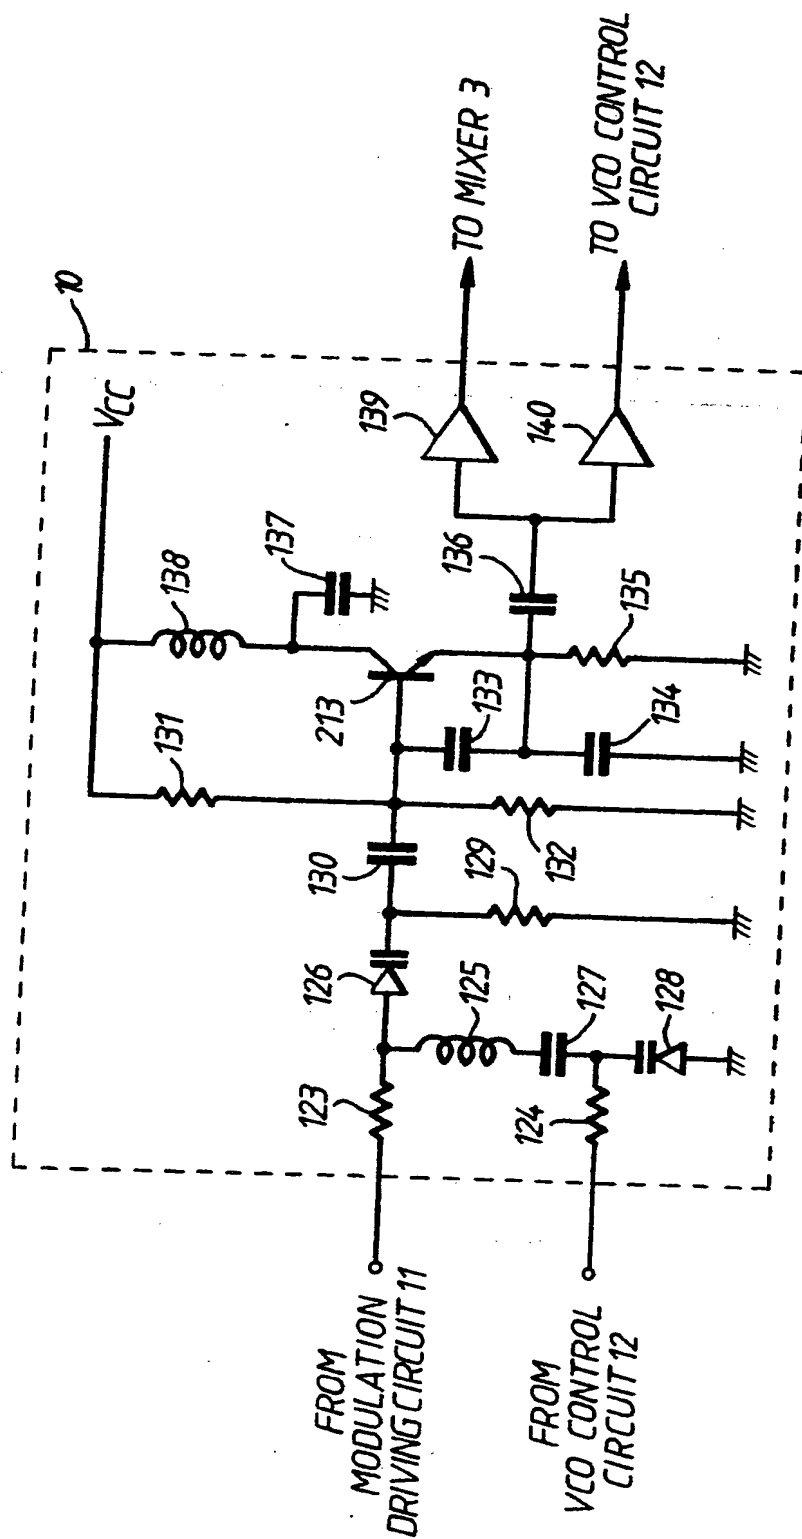 10
VCC
138
137
131
213
133
136
135
134
139
140
TO MIXER 3
TO VCO CONTROL
CIRCUIT 12
130
132
129
126
125
127
128
123
124
FROM
MODULATION
DRIVING CIRCUIT 11
FROM
VCO CONTROL
CIRCUIT 12